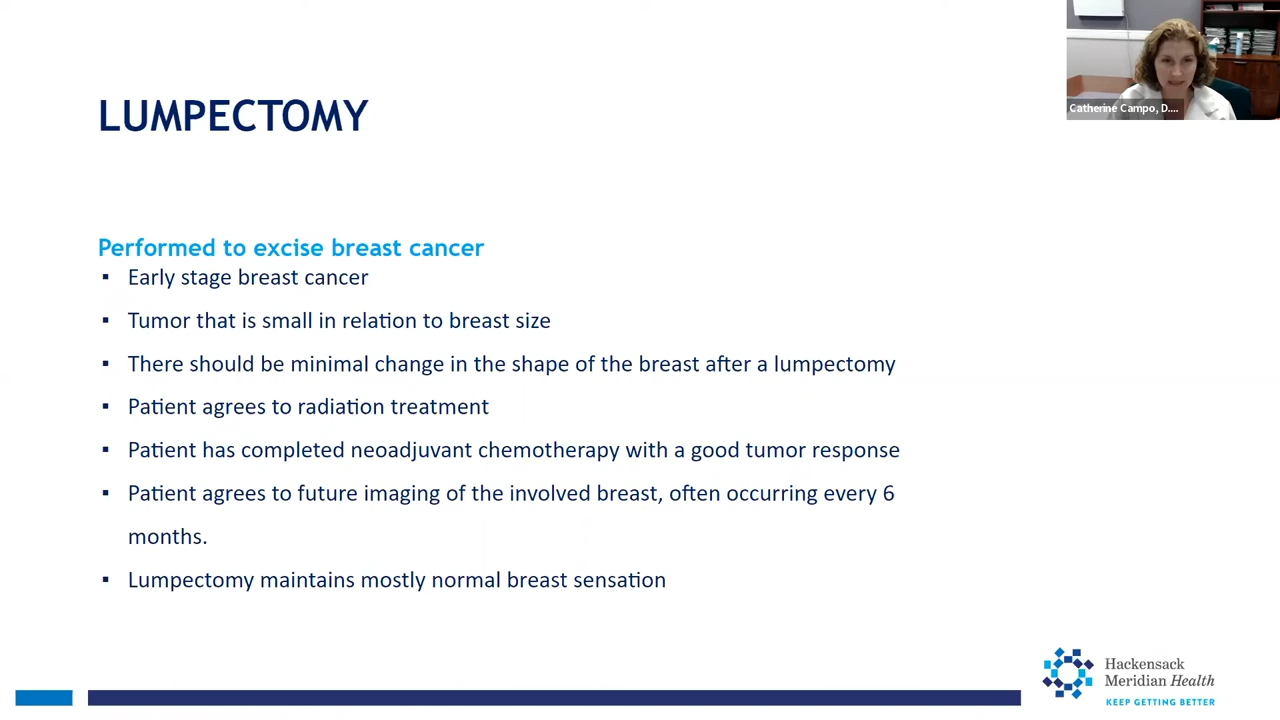 Catherine Campo, D....
LUMPECTOMY
Performed to excise breast cancer
▪ Early stage breast cancer
▪ Tumor that is small in relation to breast size
▪ There should be minimal change in the shape of the breast after a lumpectomy
▪ Patient agrees to radiation treatment
▪ Patient has completed neoadjuvant chemotherapy with a good tumor response
▪ Patient agrees to future imaging of the involved breast, often occurring every 6
months.
▪ Lumpectomy maintains mostly normal breast sensation
Hackensack
Meridian Health
KEEP GETTING BETTER